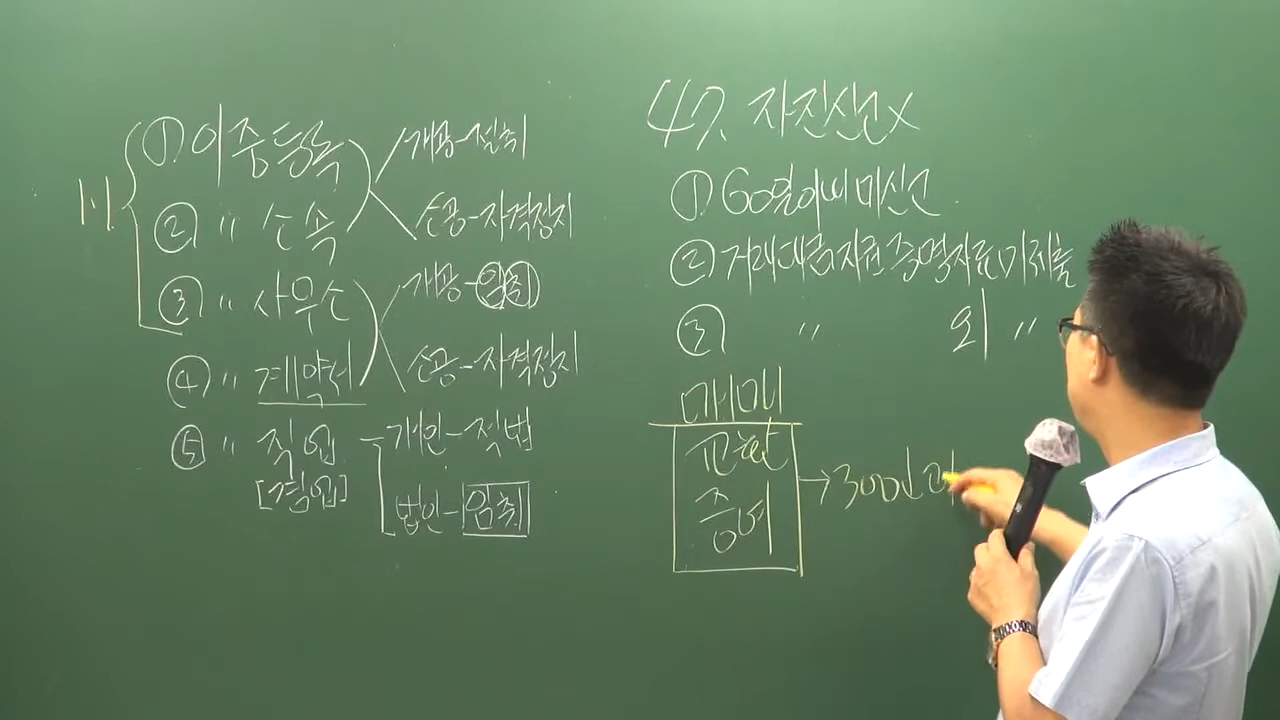 1.1
① 이중등록
개공-절취
② 〃 소속
소공-자격정지
③ 〃 사무소
개공-임취
④ 〃 계약서
소공-자격정지
⑤ 〃 직업
[겸업]
개인-적법
법인-임취
47. 자진신고X
① 60일이내 미신고
② 거래대금지급증명자료 미제출
③ 〃 외 〃
매매
교환
증여
→ 300만 과